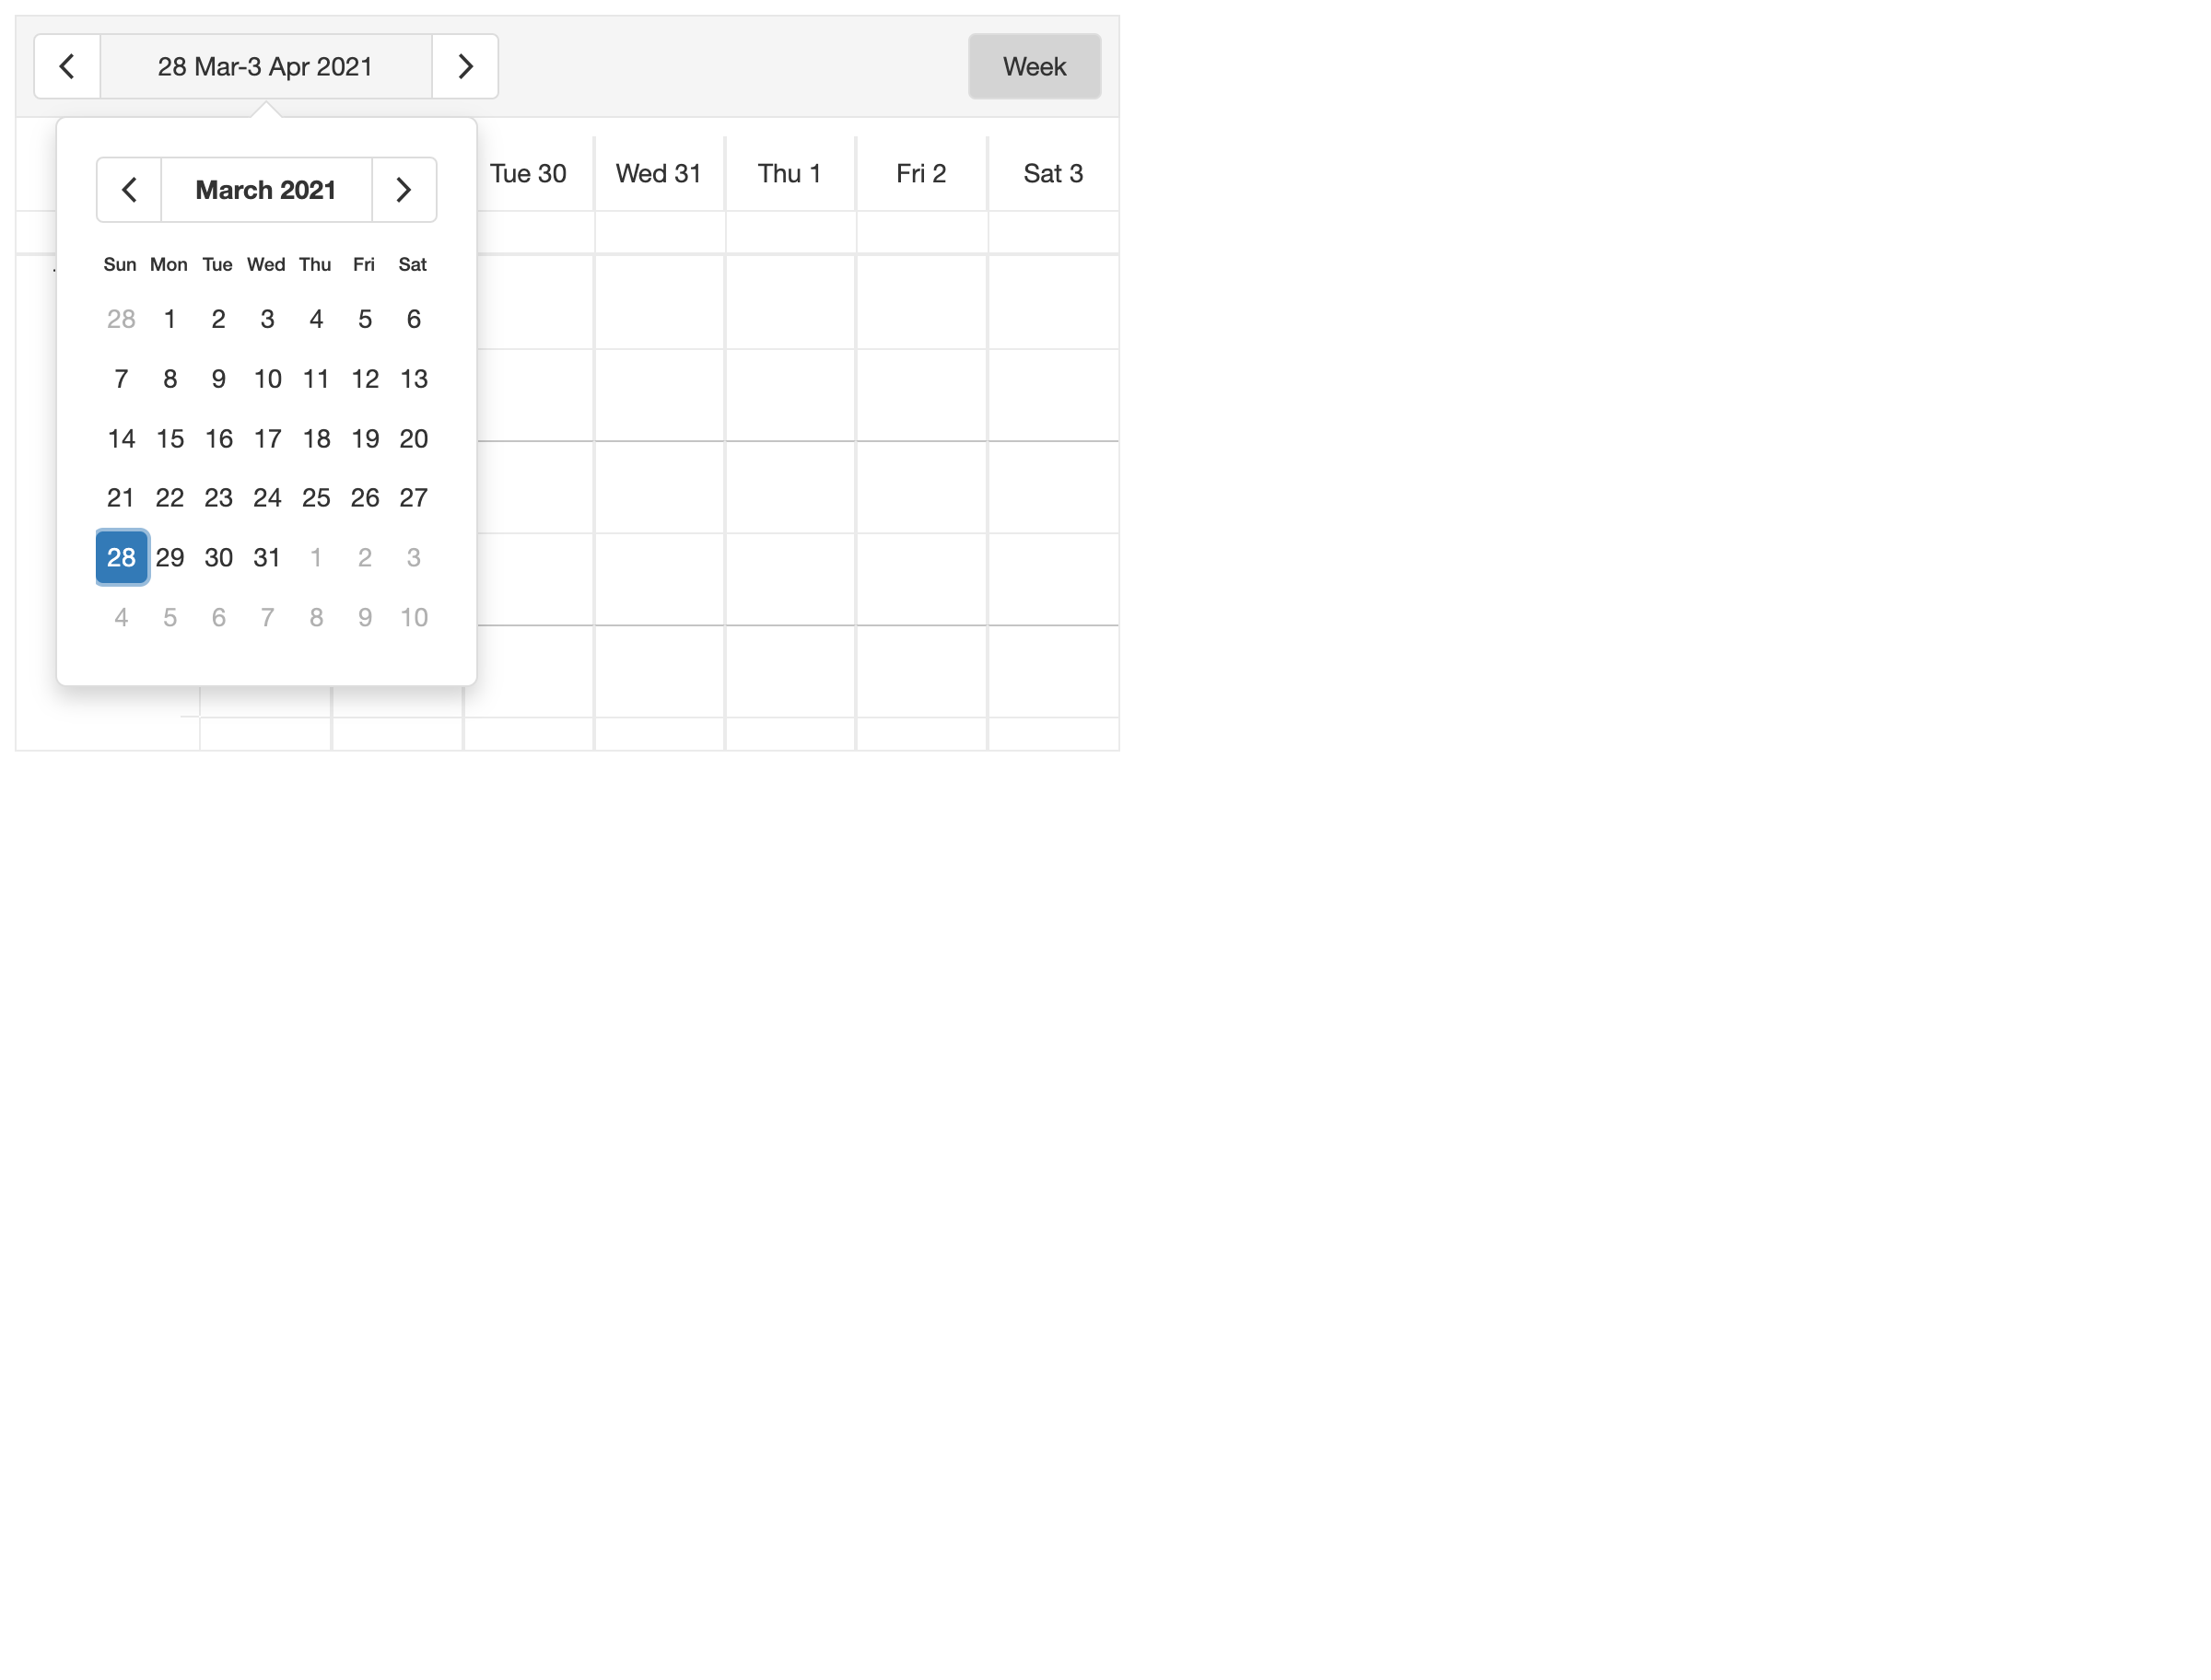 28 Mar-3 Apr 2021 Week
Tue 30 Wed 31 Thu 1 Fri 2 Sat 3
March 2021
Sun Mon Tue Wed Thu Fri Sat
28 1 2 3 4 5 6
7 8 9 10 11 12 13
14 15 16 17 18 19 20
21 22 23 24 25 26 27
28 29 30 31 1 2 3
4 5 6 7 8 9 10